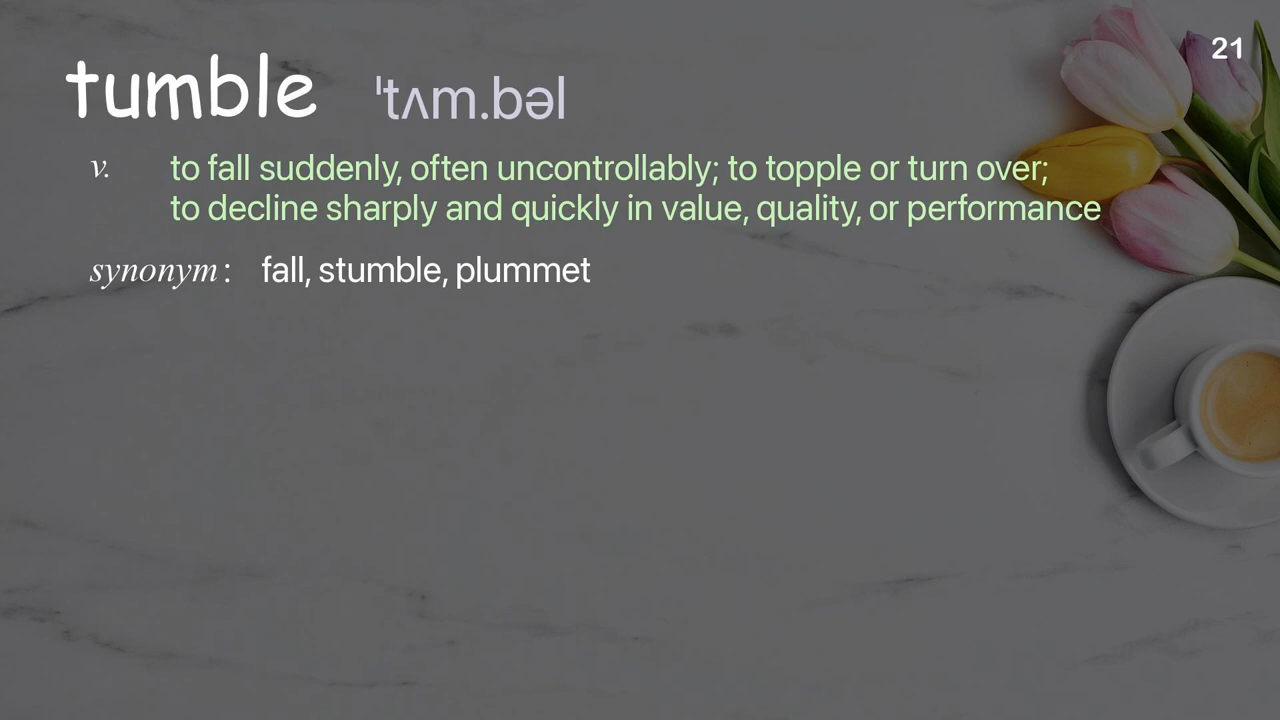 21
tumble ˈtʌm.bəl
v. to fall suddenly, often uncontrollably; to topple or turn over;
to decline sharply and quickly in value, quality, or performance
synonym : fall, stumble, plummet